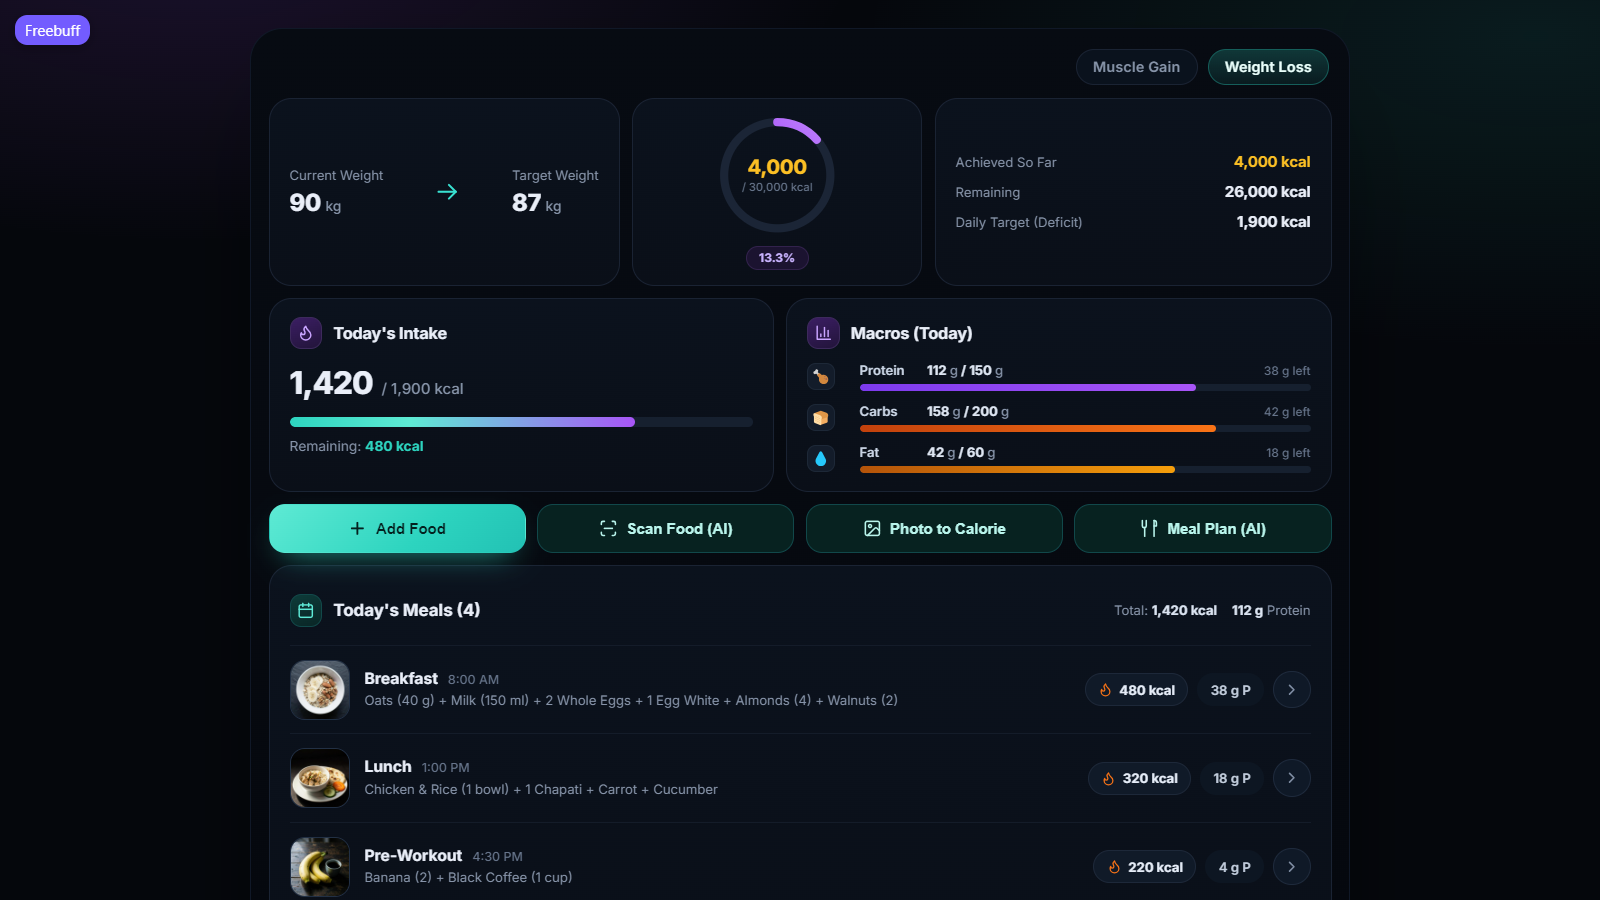 Freebuff
Muscle Gain
Weight Loss
Current Weight
90 kg
Target Weight
87 kg
4,000
/ 30,000 kcal
13.3%
Achieved So Far 4,000 kcal
Remaining 26,000 kcal
Daily Target (Deficit) 1,900 kcal
Today's Intake
1,420 / 1,900 kcal
Remaining: 480 kcal
Macros (Today)
Protein 112 g / 150 g 38 g left
Carbs 158 g / 200 g 42 g left
Fat 42 g / 60 g 18 g left
Add Food
Scan Food (AI)
Photo to Calorie
Meal Plan (AI)
Today's Meals (4)
Total: 1,420 kcal 112 g Protein
Breakfast 8:00 AM
Oats (40 g) + Milk (150 ml) + 2 Whole Eggs + 1 Egg White + Almonds (4) + Walnuts (2)
480 kcal
38 g P
Lunch 1:00 PM
Chicken & Rice (1 bowl) + 1 Chapati + Carrot + Cucumber
320 kcal
18 g P
Pre-Workout 4:30 PM
Banana (2) + Black Coffee (1 cup)
220 kcal
4 g P